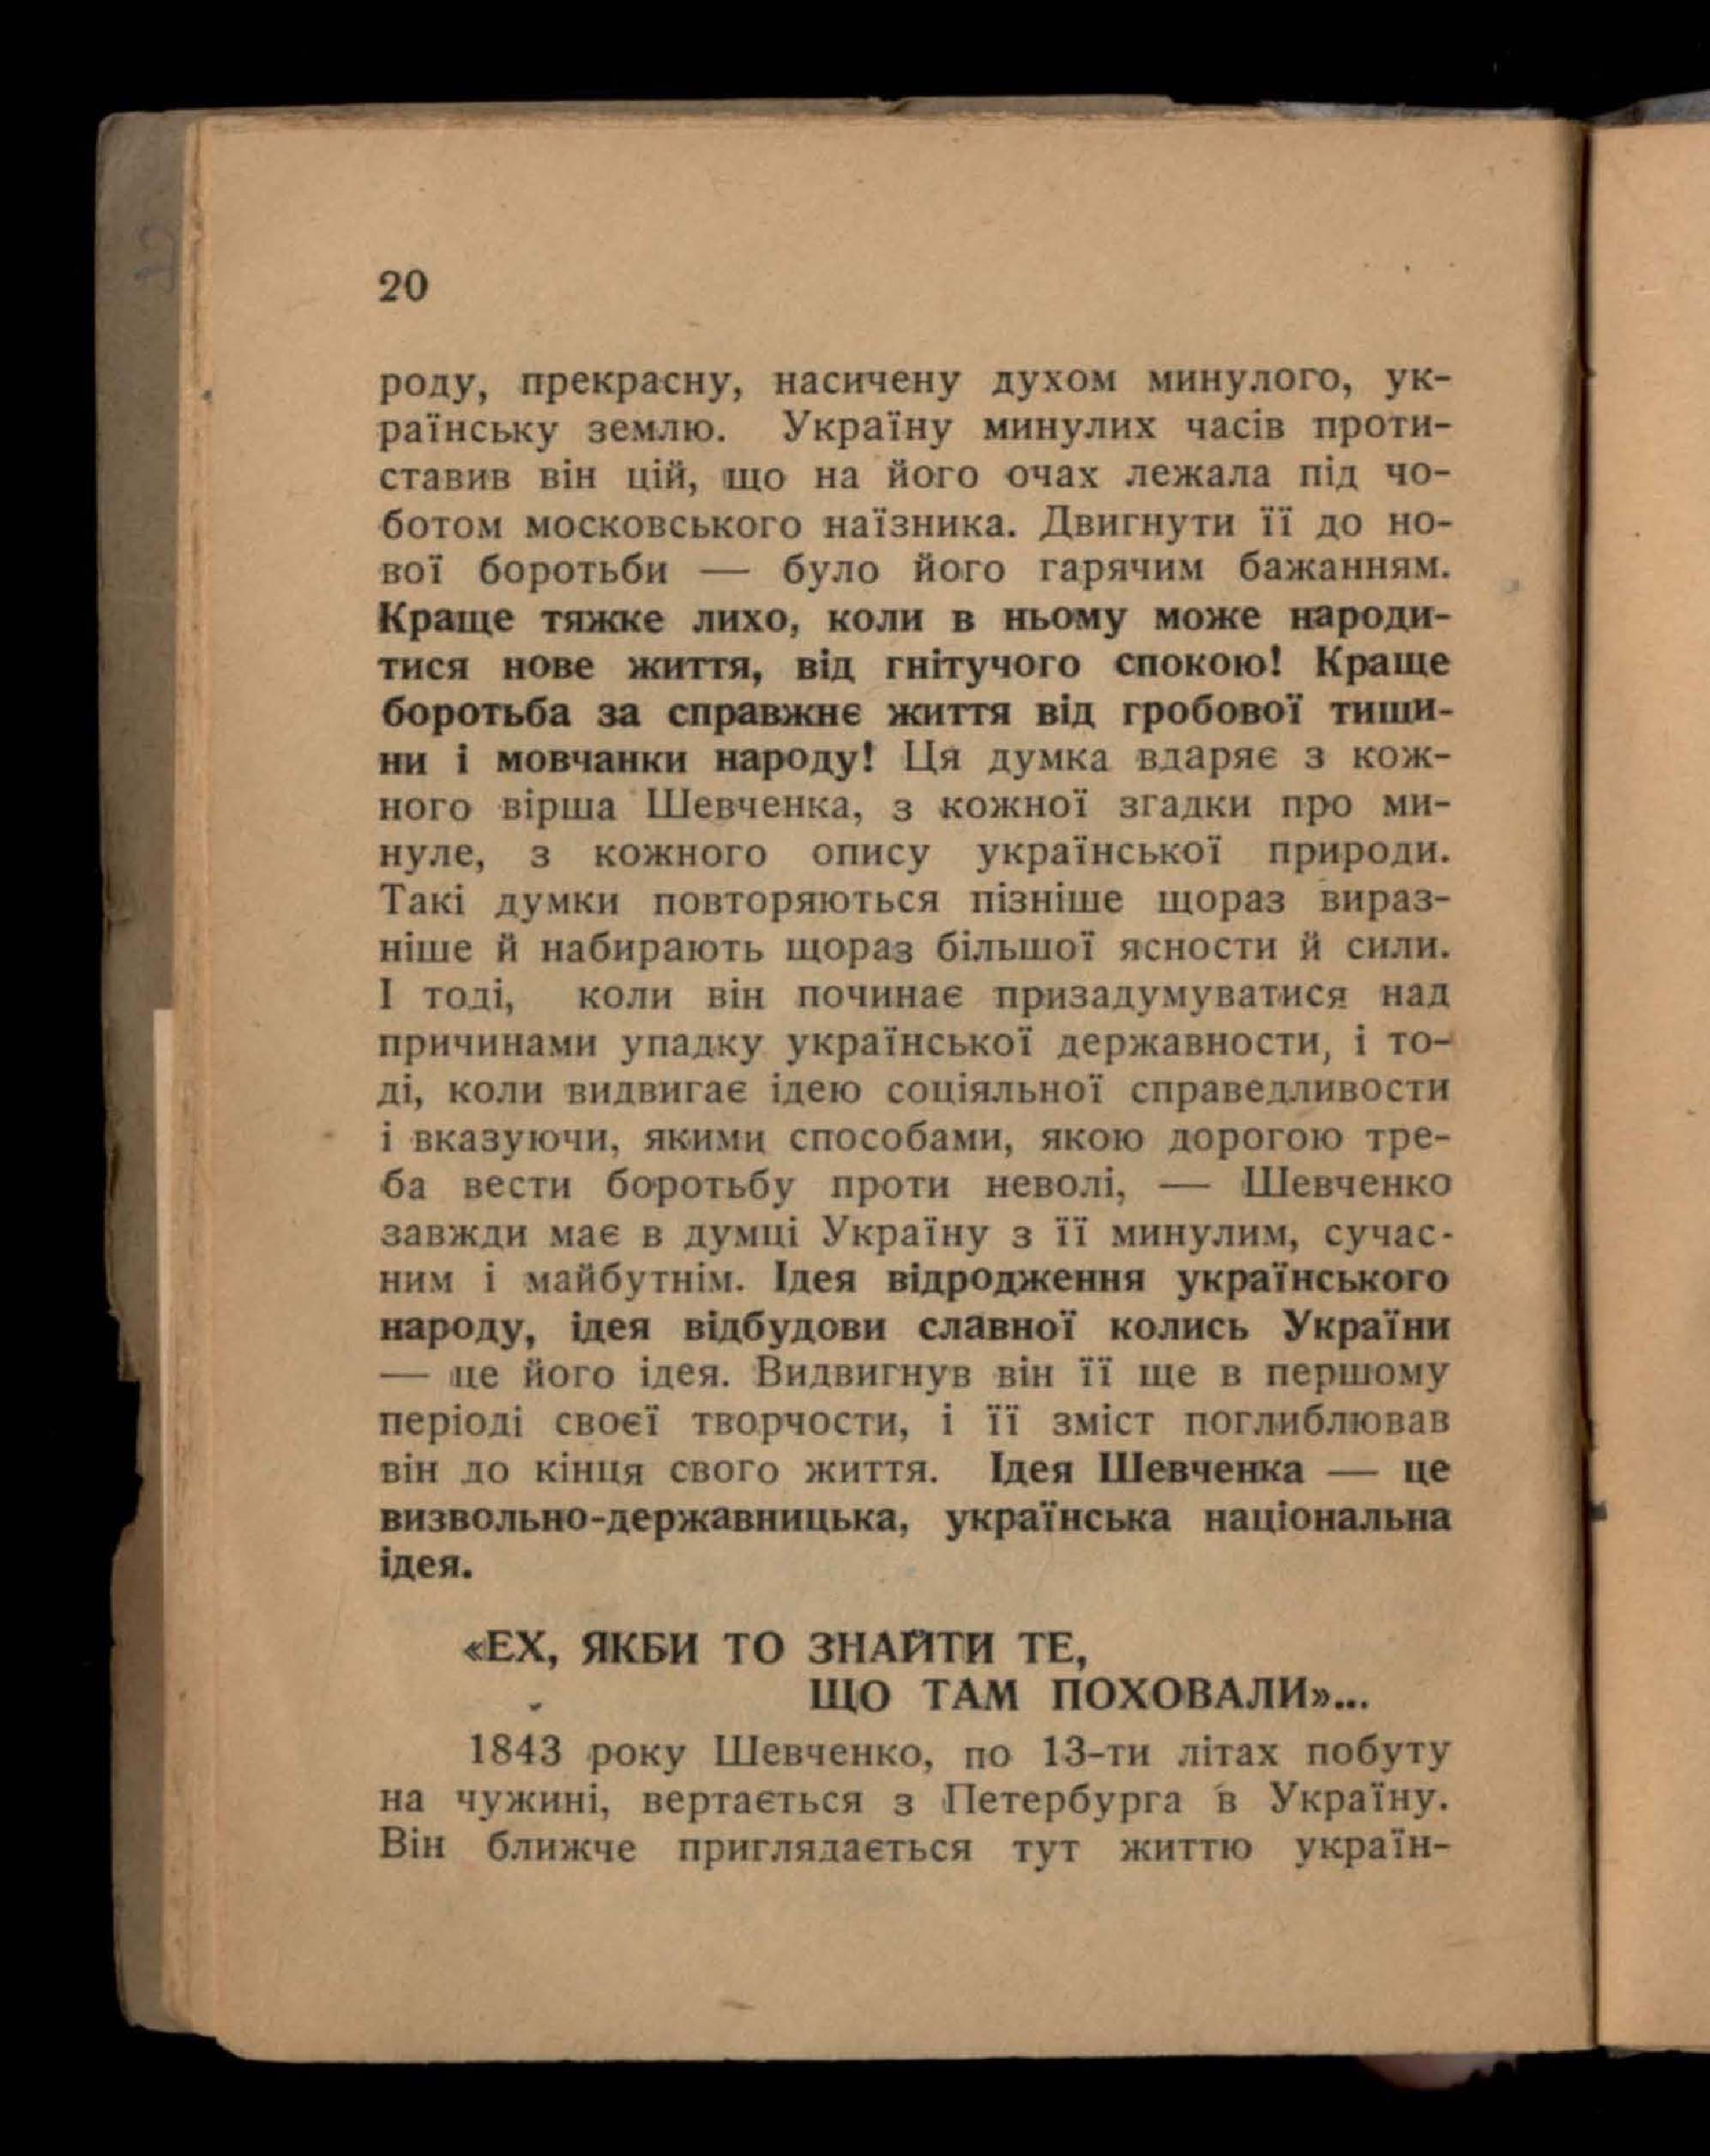 20
роду, прекрасну, насичену духом минулого, ук-
раїнську землю. Україну минулих часів проти-
ставив він цій, що на його очах лежала під чо-
ботом московського наїзника. Двигнути її до но-
вої боротьби — було його гарячим бажанням.
Краще тяжке лихо, коли в ньому може народи-
тися нове життя, від гнітучого спокою! Краще
боротьба за справжнє життя від гробової тиши-
ни і мовчанки народу! Ця думка вдаряє з кож-
ного вірша Шевченка, з кожної згадки про ми-
нуле, з кожного опису української природи.
Такі думки повторяються пізніше щораз вираз-
ніше й набирають щораз більшої ясности й сили.
І тоді, коли він починає призадумуватися над
причинами упадку української державности, і то-
ді, коли видвигає ідею соціяльної справедливости
і вказуючи, якими способами, якою дорогою тре-
ба вести боротьбу проти неволі, — Шевченко
завжди має в думці Україну з її минулим, сучас-
ним і майбутнім. Ідея відродження українського
народу, ідея відбудови славної колись України
— це його ідея. Видвигнув він її ще в першому
періоді своєї творчости, і її зміст поглиблював
він до кінця свого життя. Ідея Шевченка — це
визвольно-державницька, українська національна
ідея.
«ЕХ, ЯКБИ ТО ЗНАЙТИ ТЕ,
ЩО ТАМ ПОХОВАЛИ»...
1843 року Шевченко, по 13-ти літах побуту
на чужині, вертається з Петербурга в Україну.
Він ближче приглядається тут життю україн-